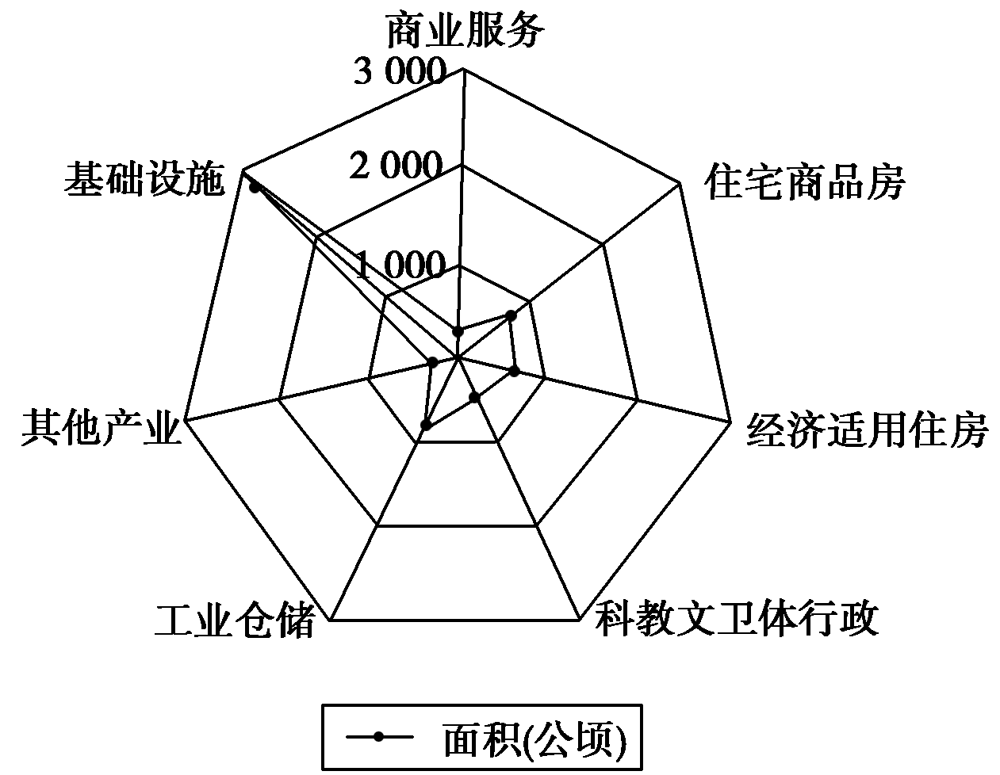 商业服务
3 000
基础设施
2 000
住宅商品房
1 000
其他产业
经济适用住房
工业仓储
科教文卫体行政
面积(公顷)